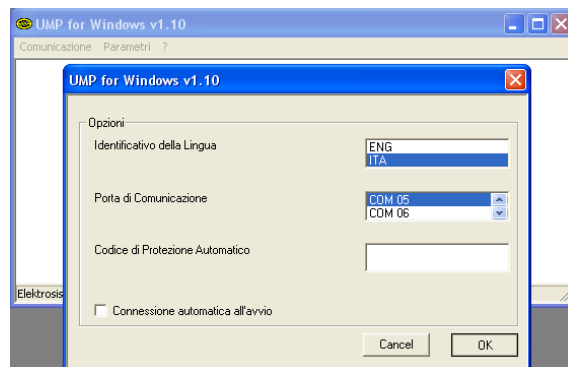 UMP for Windows v1.10
Comunicazione Parametri ?
UMP for Windows v1.10
Opzioni
Identificativo della Lingua
ENG
ITA
Porta di Comunicazione
COM 05
COM 06
Codice di Protezione Automatico
Elektrosis
Connessione automatica all'avvio
Cancel OK